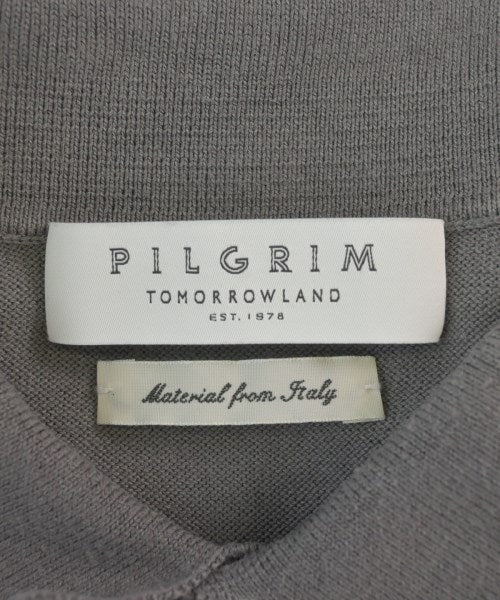 PILGRIM
TOMORROWLAND
EST. 1978
Material from Italy